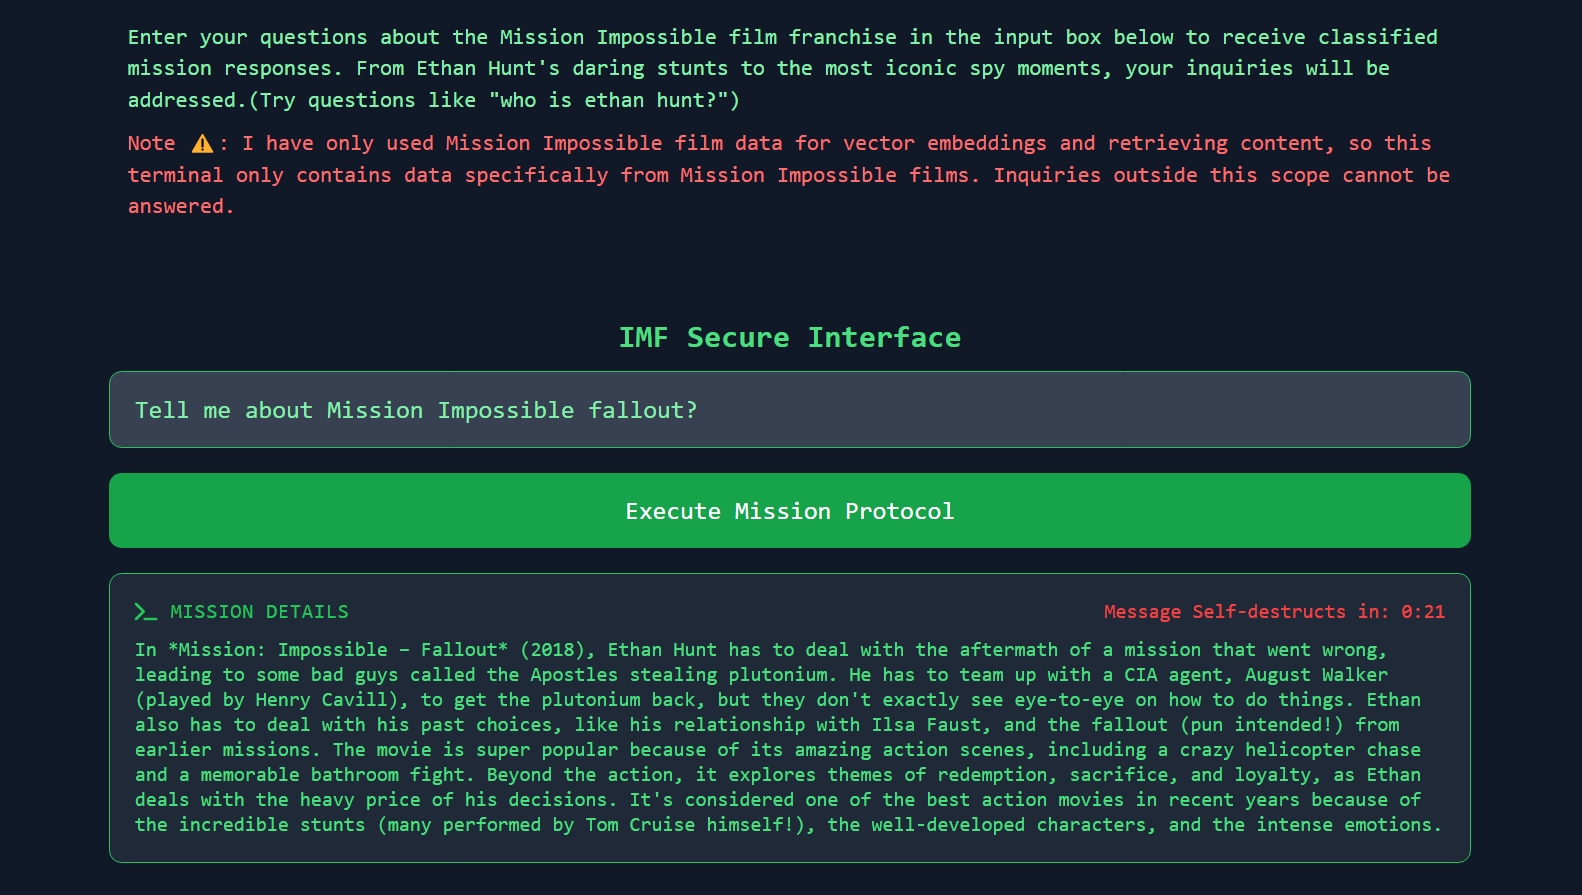 Enter your questions about the Mission Impossible film franchise in the input box below to receive classified
mission responses. From Ethan Hunt's daring stunts to the most iconic spy moments, your inquiries will be
addressed.(Try questions like "who is ethan hunt?")
Note ⚠️: I have only used Mission Impossible film data for vector embeddings and retrieving content, so this
terminal only contains data specifically from Mission Impossible films. Inquiries outside this scope cannot be
answered.
IMF Secure Interface
Tell me about Mission Impossible fallout?
Execute Mission Protocol
MISSION DETAILS
Message Self-destructs in: 0:21
In *Mission: Impossible – Fallout* (2018), Ethan Hunt has to deal with the aftermath of a mission that went wrong,
leading to some bad guys called the Apostles stealing plutonium. He has to team up with a CIA agent, August Walker
(played by Henry Cavill), to get the plutonium back, but they don't exactly see eye-to-eye on how to do things. Ethan
also has to deal with his past choices, like his relationship with Ilsa Faust, and the fallout (pun intended!) from
earlier missions. The movie is super popular because of its amazing action scenes, including a crazy helicopter chase
and a memorable bathroom fight. Beyond the action, it explores themes of redemption, sacrifice, and loyalty, as Ethan
deals with the heavy price of his decisions. It's considered one of the best action movies in recent years because of
the incredible stunts (many performed by Tom Cruise himself!), the well-developed characters, and the intense emotions.